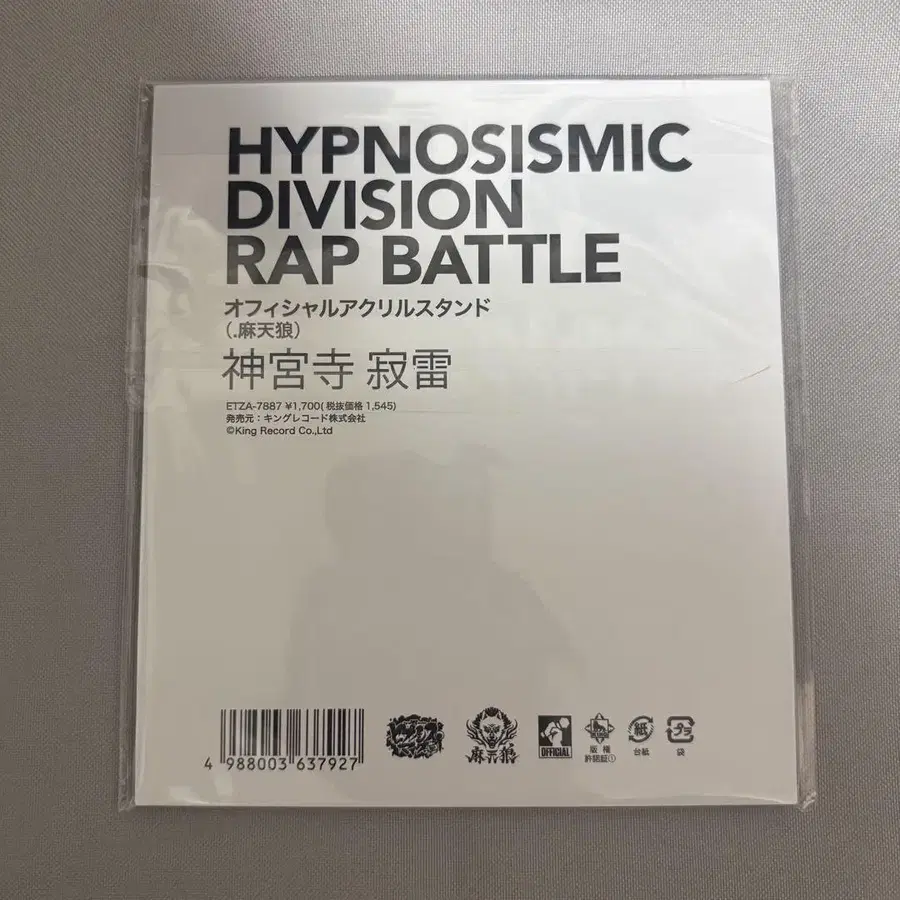 HYPNOSISMIC
DIVISION
RAP BATTLE
オフィシャルアクリルスタンド
(.麻天狼)
神宮寺 寂雷
ETZA-7887 ¥1,700(税抜価格 1,545)
発売元：キングレコード株式会社
©King Record Co.,Ltd
4 988003 637927
麻天狼
OFFICIAL
版権
許諾証①
紙
台紙
プラ
袋